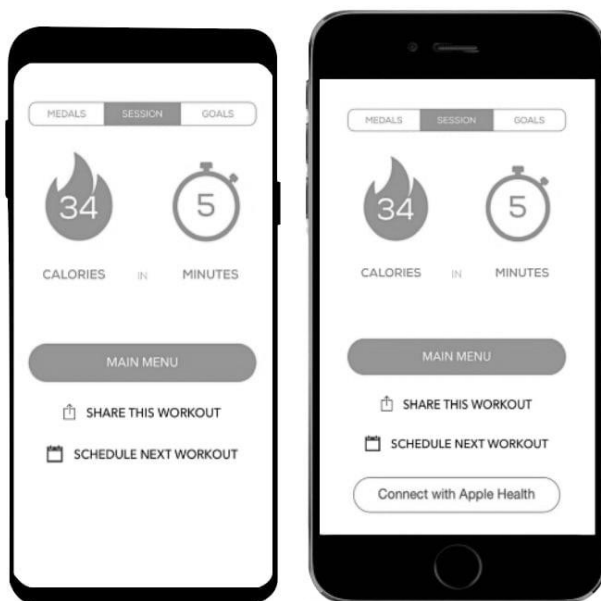 MEDALS SESSION GOALS
34 5
CALORIES IN MINUTES
MAIN MENU
SHARE THIS WORKOUT
SCHEDULE NEXT WORKOUT
MEDALS SESSION GOALS
34 5
CALORIES IN MINUTES
MAIN MENU
SHARE THIS WORKOUT
SCHEDULE NEXT WORKOUT
Connect with Apple Health